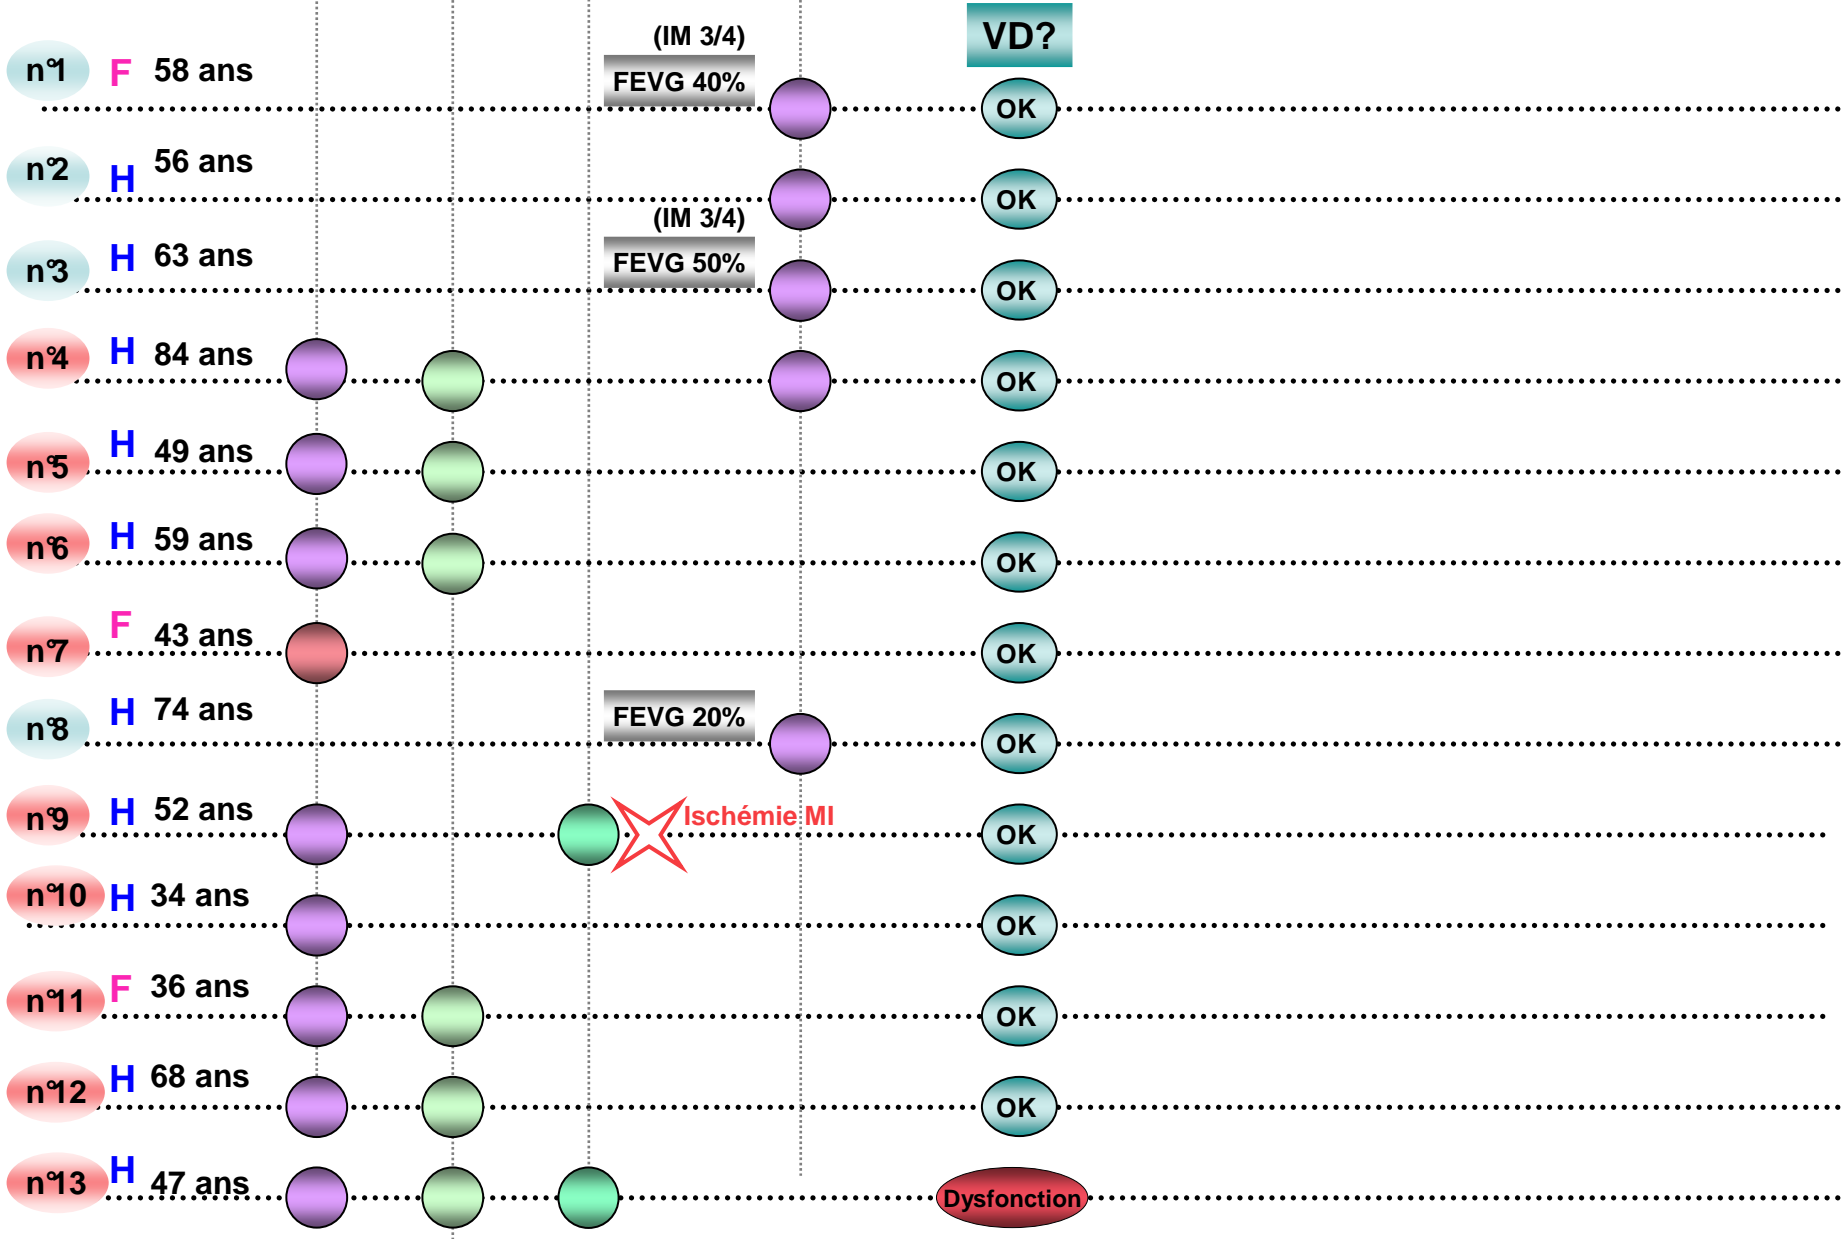 VD?
(IM 3/4)
n°1 F 58 ans FEVG 40% OK
n°2 H 56 ans OK
(IM 3/4)
n°3 H 63 ans FEVG 50% OK
n°4 H 84 ans OK
n°5 H 49 ans OK
n°6 H 59 ans OK
n°7 F 43 ans OK
n°8 H 74 ans FEVG 20% OK
n°9 H 52 ans Ischémie MI OK
n°10 H 34 ans OK
n°11 F 36 ans OK
n°12 H 68 ans OK
n°13 H 47 ans Dysfonction